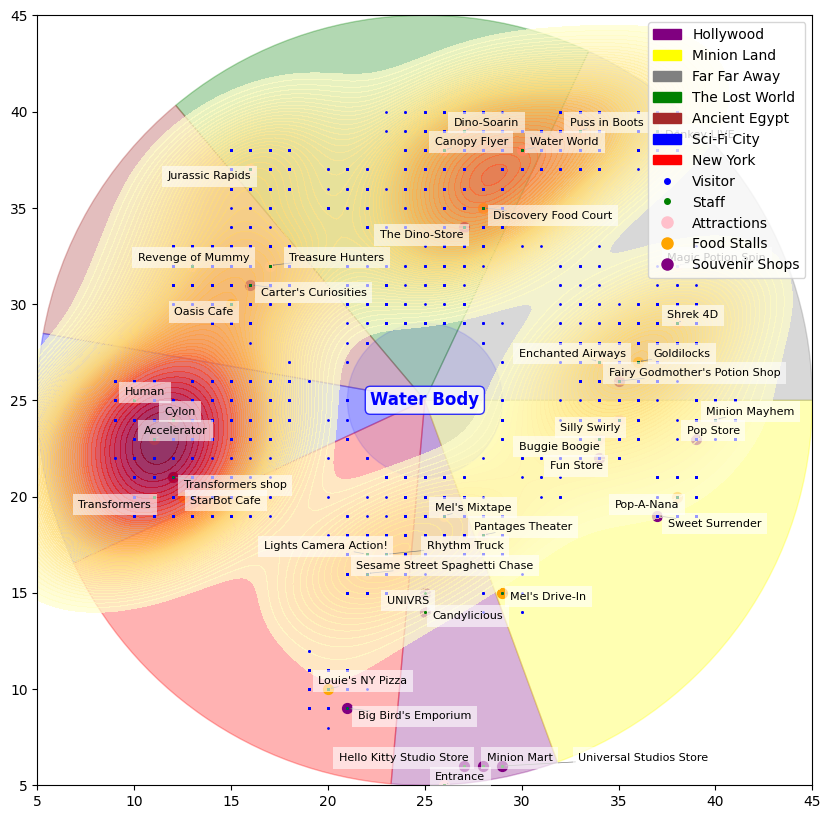 45
40
35
30
25
20
15
10
5
5
10
15
20
25
30
35
40
45
Hollywood
Minion Land
Far Far Away
The Lost World
Ancient Egypt
Sci-Fi City
New York
Visitor
Staff
Attractions
Food Stalls
Souvenir Shops
Dino-Soarin
Puss in Boots
Canopy Flyer
Water World
Jurassic Rapids
Discovery Food Court
The Dino-Store
Revenge of Mummy
Treasure Hunters
Magic Potion Spin
Carter's Curiosities
Oasis Cafe
Shrek 4D
Enchanted Airways
Goldilocks
Fairy Godmother's Potion Shop
Human
Water Body
Cylon
Minion Mayhem
Accelerator
Silly Swirly
Pop Store
Buggie Boogie
Fun Store
Transformers shop
Transformers
StarBot Cafe
Mel's Mixtape
Pop-A-Nana
Pantages Theater
Sweet Surrender
Lights Camera Action!
Rhythm Truck
Sesame Street Spaghetti Chase
UNIVRS
Mel's Drive-In
Candylicious
Louie's NY Pizza
Big Bird's Emporium
Hello Kitty Studio Store
Minion Mart
Universal Studios Store
Entrance